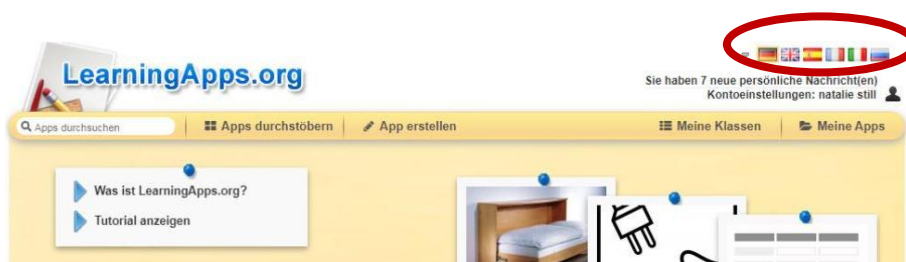 LearningApps.org
Sie haben 7 neue persönliche Nachricht(en)
Kontoeinstellungen: natalie still
Apps durchsuchen
Apps durchstöbern
App erstellen
Meine Klassen
Meine Apps
Was ist LearningApps.org?
Tutorial anzeigen